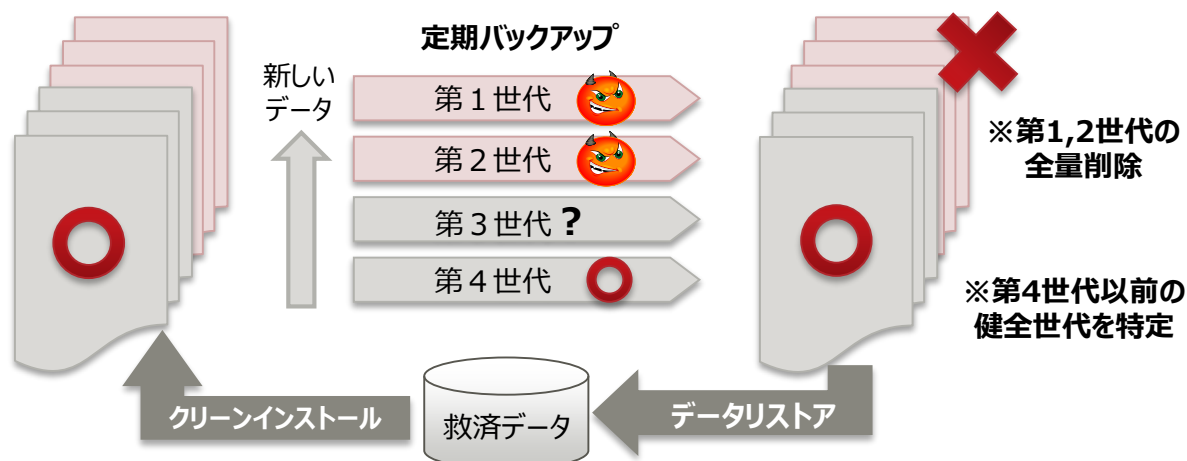 定期バックアップ
新しい
データ
第１世代
第２世代
第３世代 ?
第４世代
※第1,2世代の
全量削除
※第4世代以前の
健全世代を特定
クリーンインストール
救済データ
データリストア